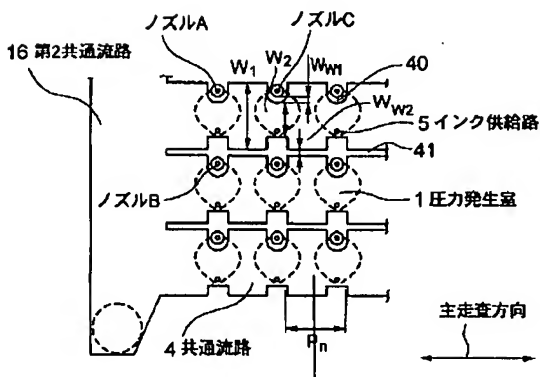 ノズルA
ノズルC
16 第2共通流路
W1
W2
WW1
40
WW2
5 インク供給路
41
ノズルB
1 圧力発生室
4 共通流路
Pn
主走査方向